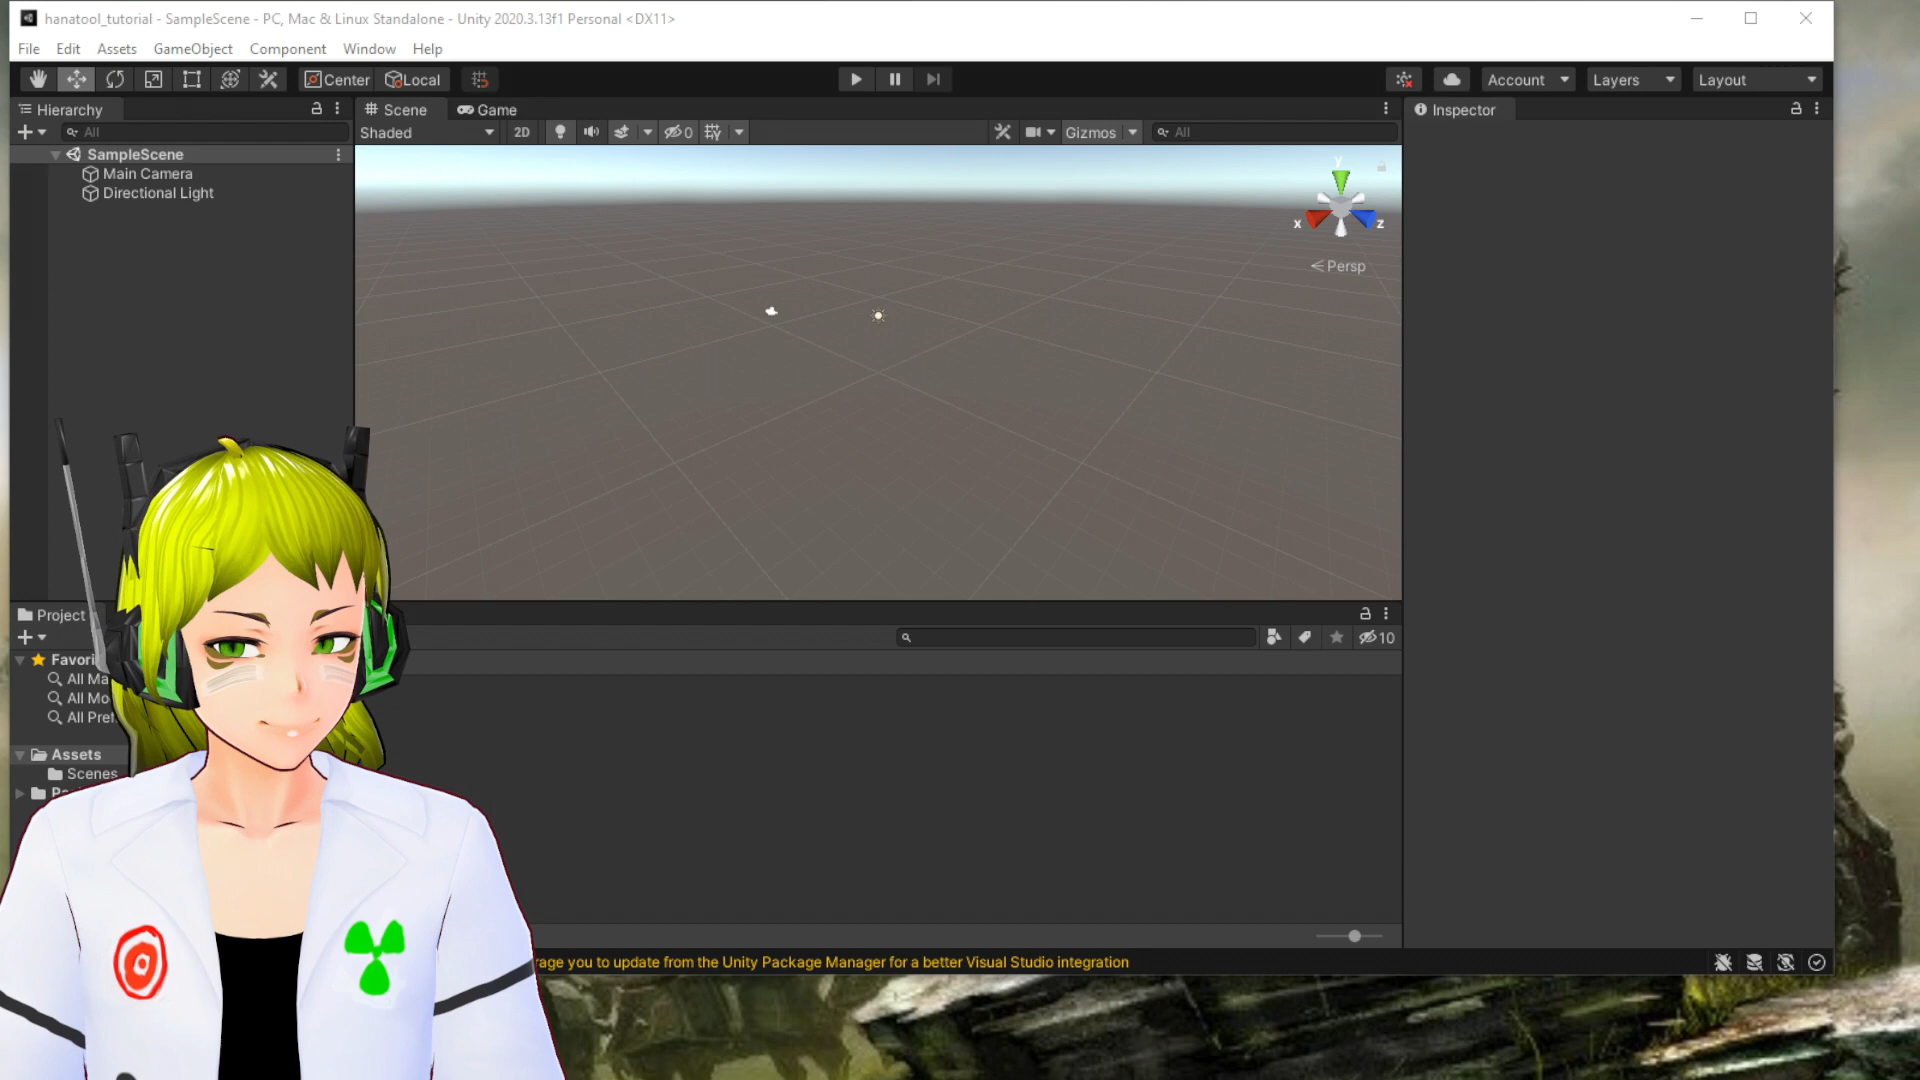 hanatool_tutorial - SampleScene - PC, Mac & Linux Standalone - Unity 2020.3.13f1 Personal <DX11>
File Edit Assets GameObject Component Window Help
Center Local Account Layers Layout
Hierarchy Scene Game Inspector
All Shaded 2D 0 Gizmos All
SampleScene
Main Camera
Directional Light
y
x z
Persp
Project
10
Favori
All Ma
All Mo
All Pref
Assets
Scenes
rage you to update from the Unity Package Manager for a better Visual Studio integration